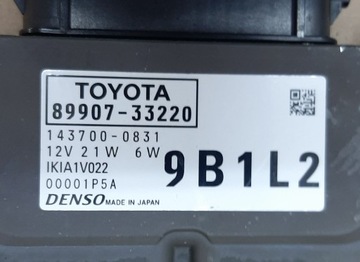 TOYOTA
89907-33220
143700-0831
12V 21W 6W
IKIA1V022
00001P5A
9B1L2
DENSO MADE IN JAPAN